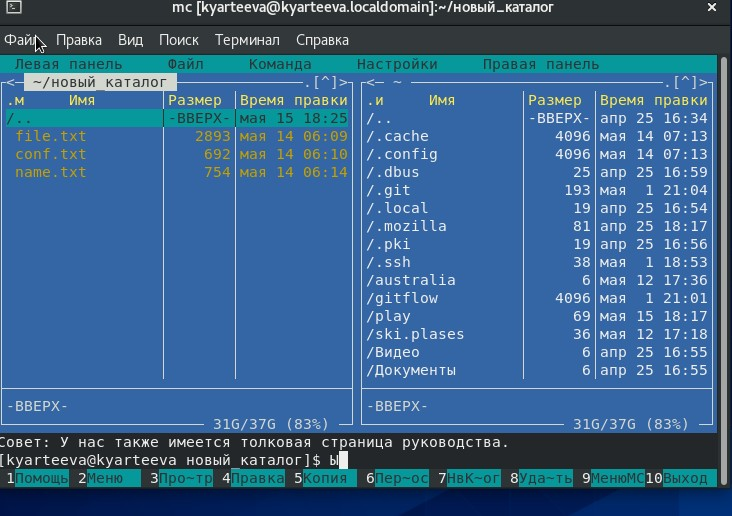 mc [kyarteeva@kyarteeva.localdomain]:~/новый_каталог ×
Файл Правка Вид Поиск Терминал Справка
Левая панель Файл Команда Настройки Правая панель
<— ~/новый_каталог .[^]> <— ~ .[^]>
.м Имя Размер Время правки .и Имя Размер Время правки
/.. -ВВЕРХ- мая 15 18:25 /.. -ВВЕРХ- апр 25 16:34
file.txt 2893 мая 14 06:09 /.cache 4096 мая 14 07:13
conf.txt 692 мая 14 06:10 /.config 4096 мая 14 07:13
name.txt 754 мая 14 06:14 /.dbus 25 апр 25 16:59
/.git 193 мая 1 21:04
/.local 19 апр 25 16:54
/.mozilla 81 апр 25 18:17
/.pki 19 апр 25 16:56
/.ssh 38 мая 1 18:53
/australia 6 мая 12 17:36
/gitflow 4096 мая 1 21:01
/play 69 мая 15 18:17
/ski.plases 36 мая 12 17:18
/Видео 6 апр 25 16:55
/Документы 6 апр 25 16:55
-ВВЕРХ- -ВВЕРХ-
31G/37G (83%) 31G/37G (83%)
Совет: У нас также имеется толковая страница руководства.
[kyarteeva@kyarteeva новый_каталог]$ Ы
1Помощь 2Меню 3Про~тр 4Правка 5Копия 6Пер~ос 7НвК~ог 8Уда~ть 9МенюMC 10Выход